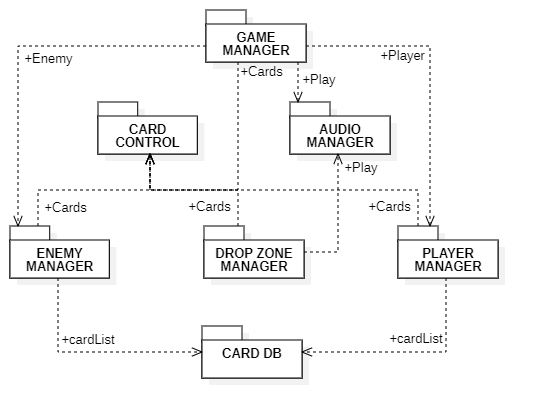 GAME
MANAGER
+Enemy
+Player
+Cards
+Play
CARD
CONTROL
AUDIO
MANAGER
+Play
+Cards
+Cards
+Cards
ENEMY
MANAGER
DROP ZONE
MANAGER
PLAYER
MANAGER
+cardList
+cardList
CARD DB